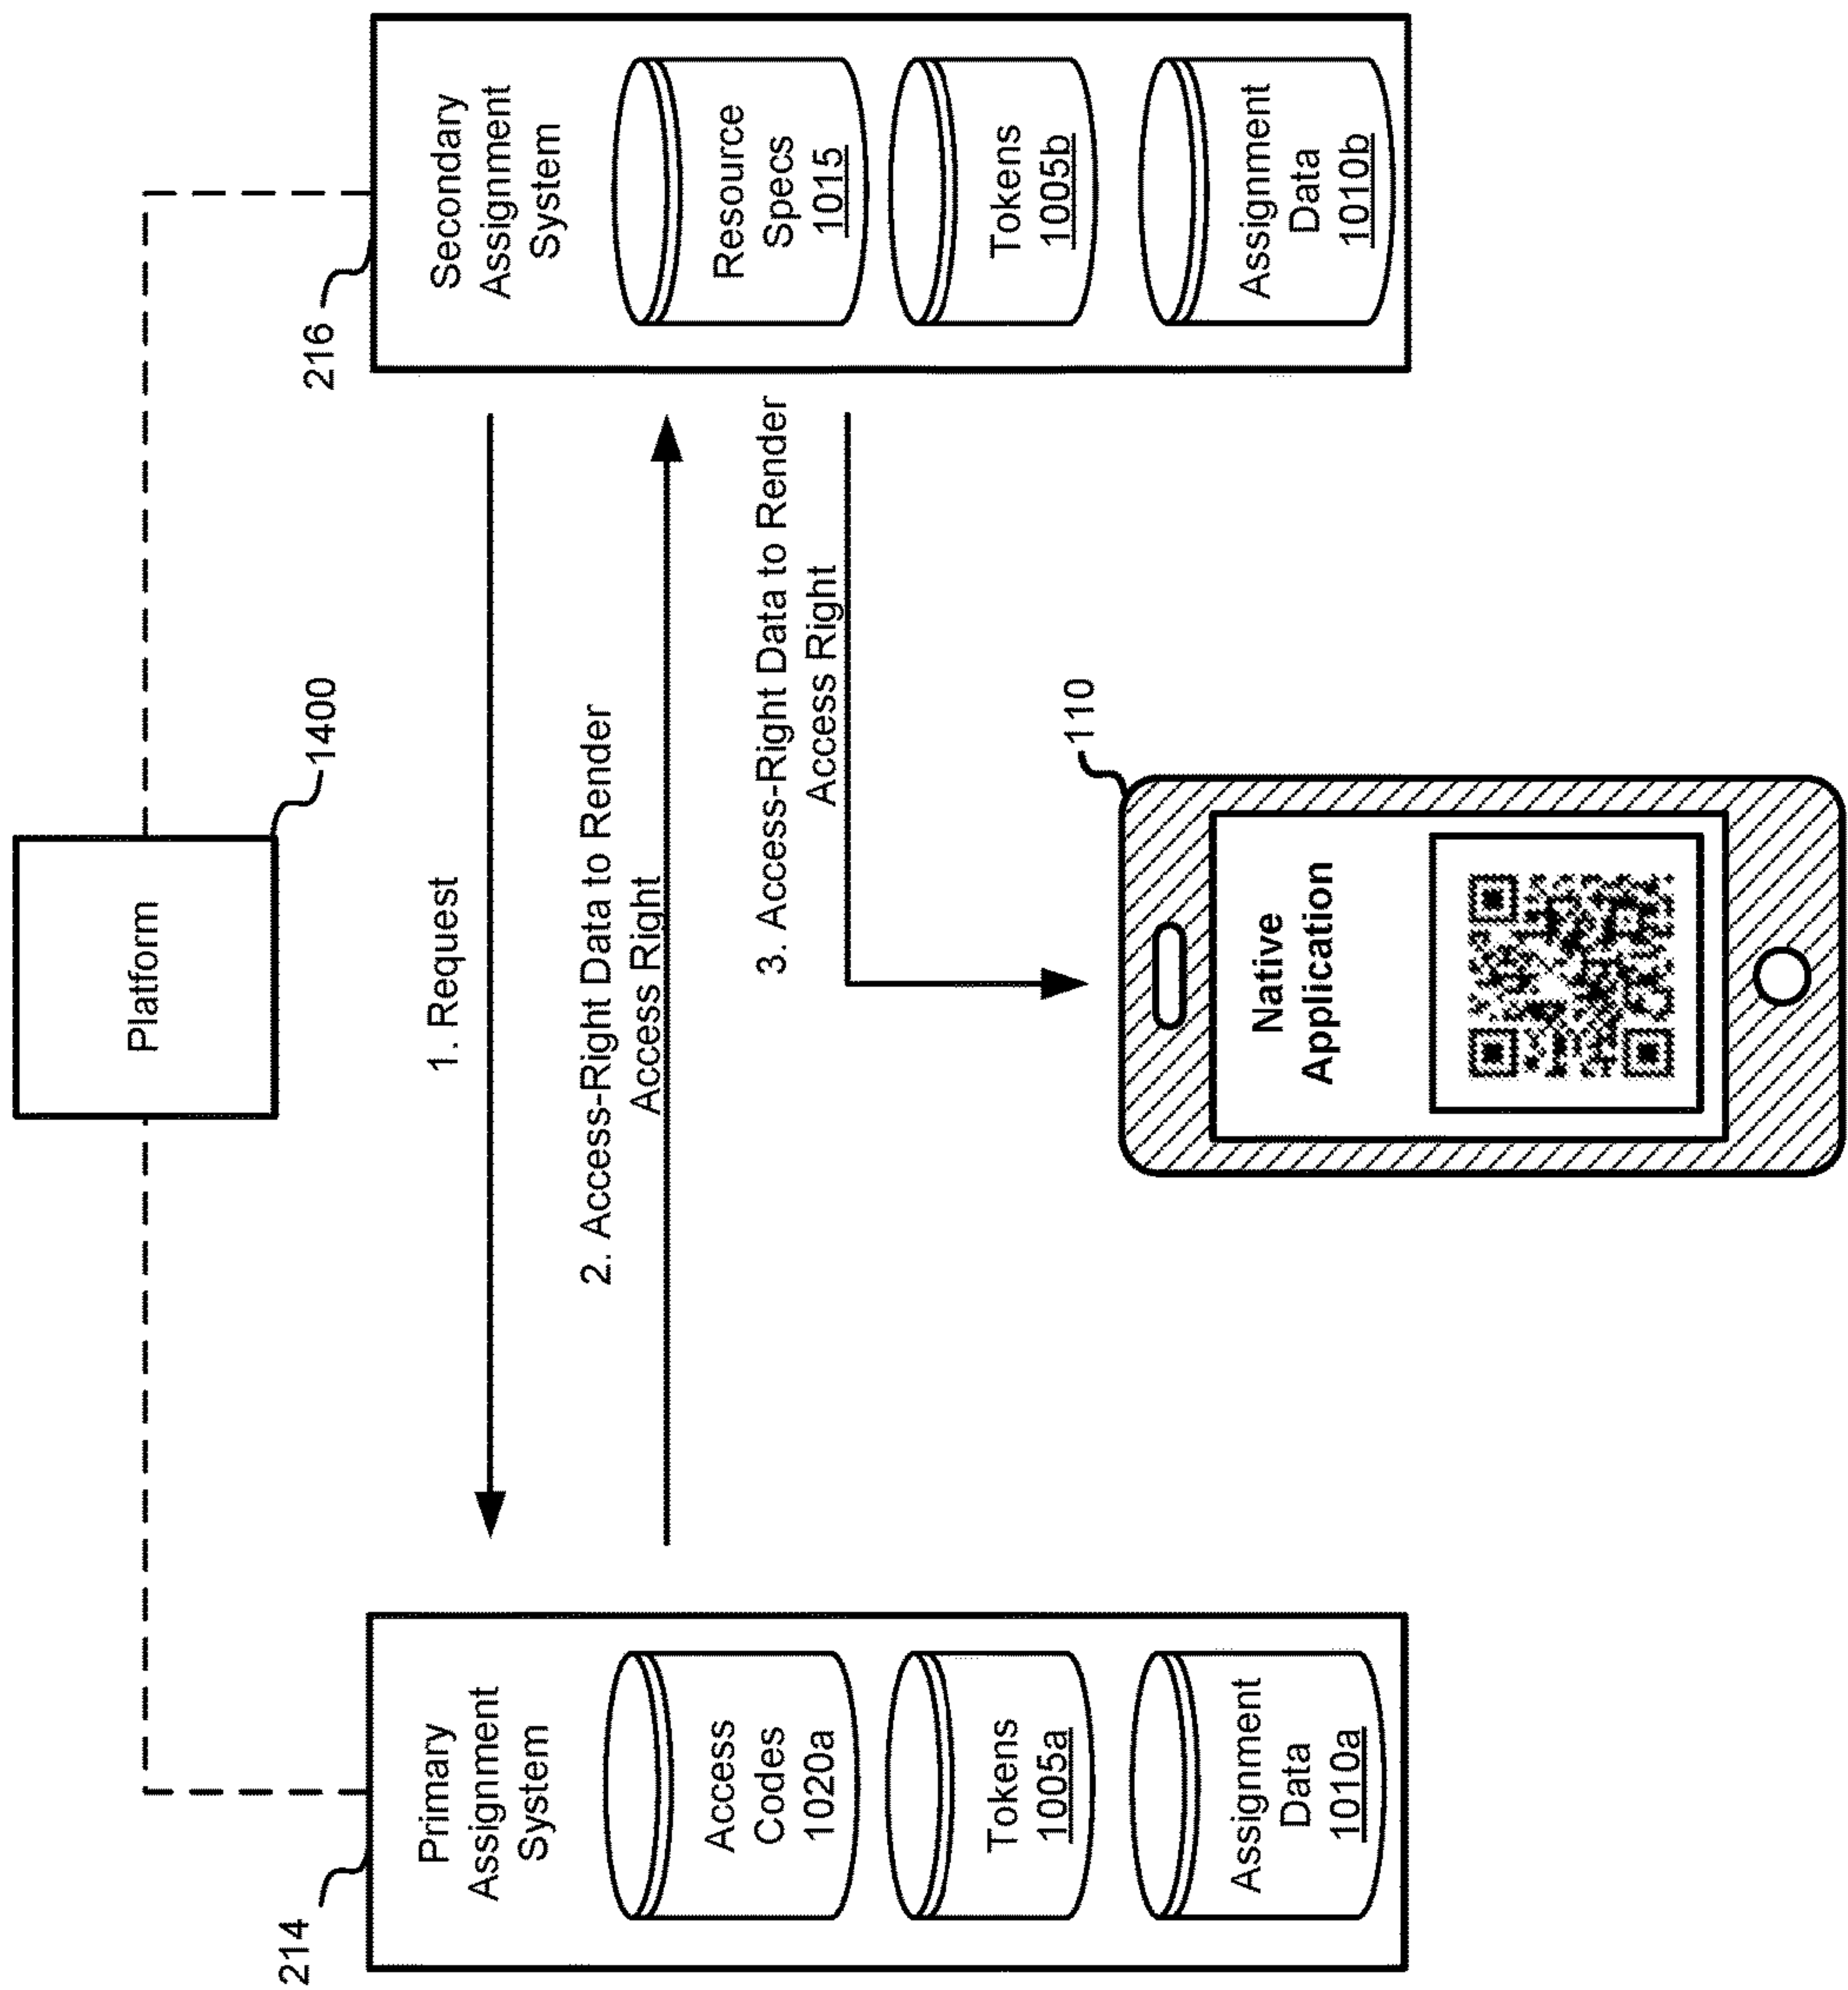 Platform
1400
214
Primary
Assignment
System
Access
Codes
1020a
Tokens
1005a
Assignment
Data
1010a
1. Request
2. Access-Right Data to Render
Access Right
3. Access-Right Data to Render
Access Right
216
Secondary
Assignment
System
Resource
Specs
1015
Tokens
1005b
Assignment
Data
1010b
110
Native
Application